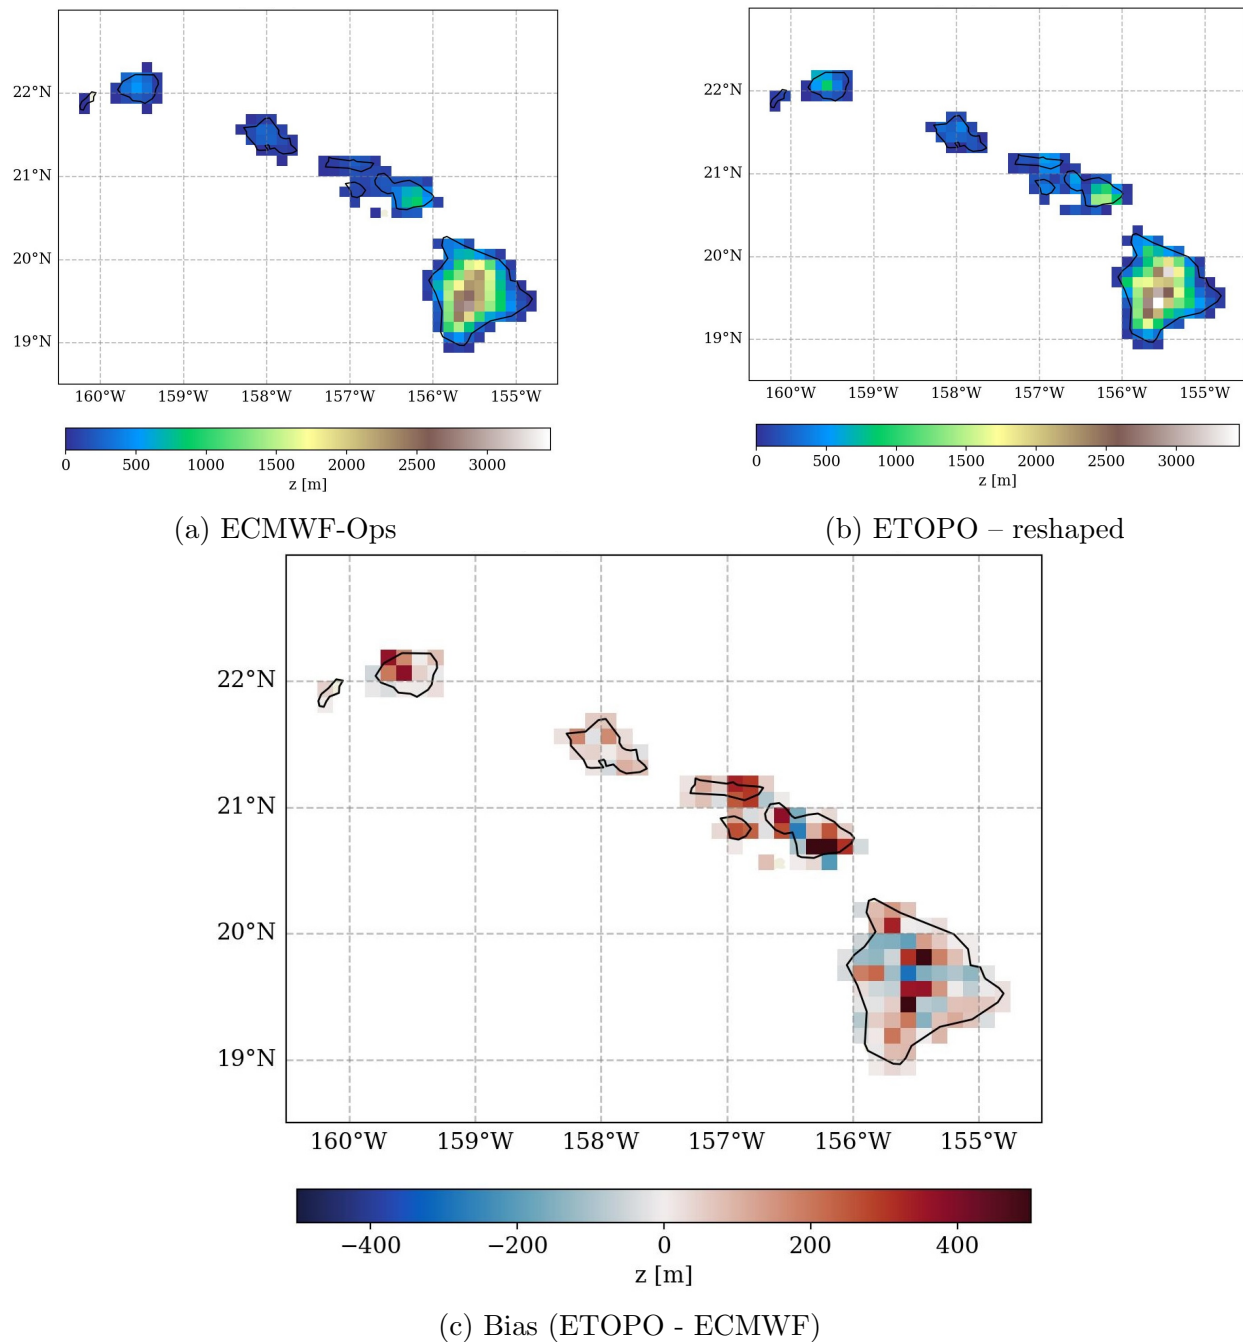 22°N
21°N
20°N
19°N
160°W 159°W 158°W 157°W 156°W 155°W
0 500 1000 1500 2000 2500 3000
z [m]
(a) ECMWF-Ops
22°N
21°N
20°N
19°N
160°W 159°W 158°W 157°W 156°W 155°W
0 500 1000 1500 2000 2500 3000
z [m]
(b) ETOPO – reshaped
22°N
21°N
20°N
19°N
160°W 159°W 158°W 157°W 156°W 155°W
−400 −200 0 200 400
z [m]
(c) Bias (ETOPO - ECMWF)